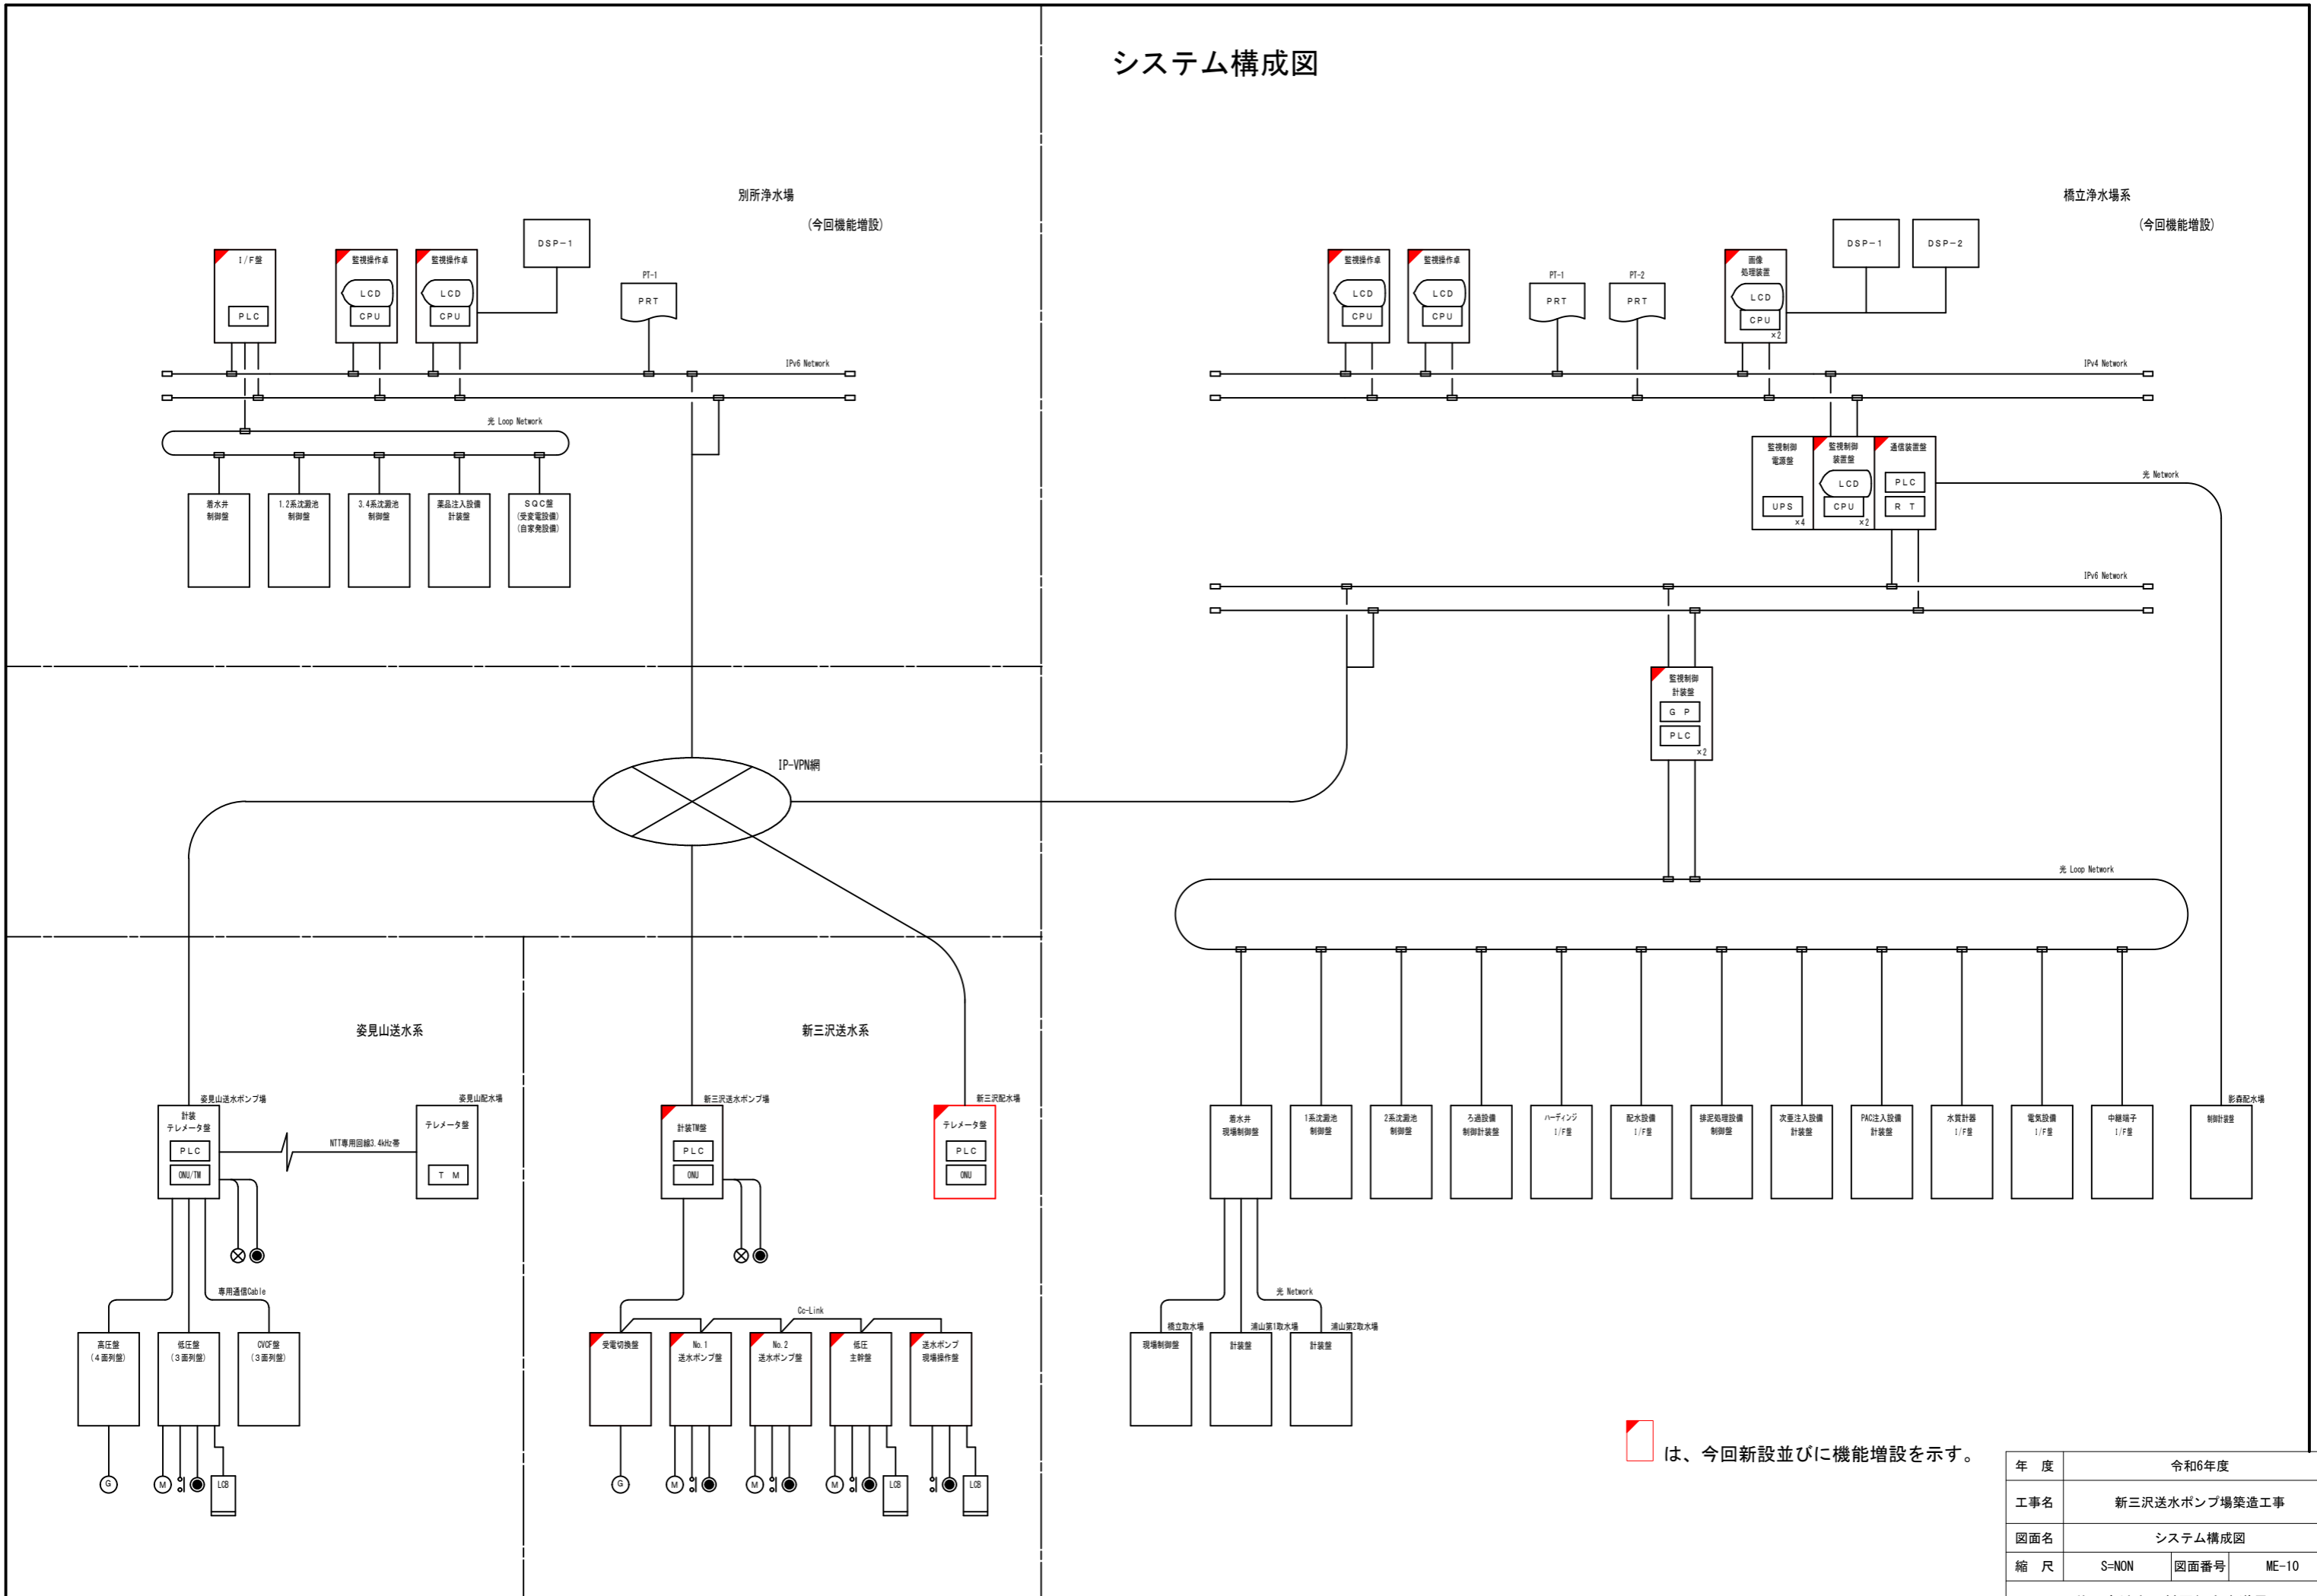 システム構成図
別所浄水場
(今回機能増設)
I/F盤
PLC
監視操作卓
LCD
CPU
監視操作卓
LCD
CPU
DSP-1
PT-1
PRT
IPv6 Network
光 Loop Network
着水井
制御盤
1.2系沈澱池
制御盤
3.4系沈澱池
制御盤
薬品注入設備
計装盤
SQC盤
(受変電設備)
(自家発設備)
橋立浄水場系
(今回機能増設)
監視操作卓
LCD
CPU
監視操作卓
LCD
CPU
PT-1
PRT
PT-2
PRT
画像
処理装置
LCD
CPU
×2
DSP-1
DSP-2
IPv4 Network
監視制御
電源盤
UPS
×4
監視制御
装置盤
LCD
CPU
×2
通信装置盤
PLC
R T
光 Network
IPv6 Network
監視制御
計装盤
G P
PLC
×2
IP-VPN網
光 Loop Network
姿見山送水系
姿見山送水ポンプ場
計装
テレメータ盤
PLC
ONU/TM
NTT専用回線3.4kHz帯
姿見山配水場
テレメータ盤
T M
専用通信Cable
高圧盤
(4面列盤)
低圧盤
(3面列盤)
CVCF盤
(3面列盤)
G
M
LCB
新三沢送水系
新三沢送水ポンプ場
計装TM盤
PLC
ONU
新三沢配水場
テレメータ盤
PLC
ONU
Cc-Link
受電切換盤
No.1
送水ポンプ盤
No.2
送水ポンプ盤
低圧
主幹盤
送水ポンプ
現場操作盤
G
M
M
M
LCB
LCB
着水井
現場制御盤
1系沈澱池
制御盤
2系沈澱池
制御盤
ろ過設備
制御計装盤
ハーディンジ
I/F盤
配水設備
I/F盤
排泥処理設備
制御盤
次亜注入設備
計装盤
PAC注入設備
計装盤
水質計器
I/F盤
電気設備
I/F盤
中継端子
I/F盤
影森配水場
制御計装盤
光 Network
橋立取水場
現場制御盤
浦山第1取水場
計装盤
浦山第2取水場
計装盤
は、今回新設並びに機能増設を示す。
年 度
令和6年度
工事名
新三沢送水ポンプ場築造工事
図面名
システム構成図
縮 尺
S=NON
図面番号
ME-10